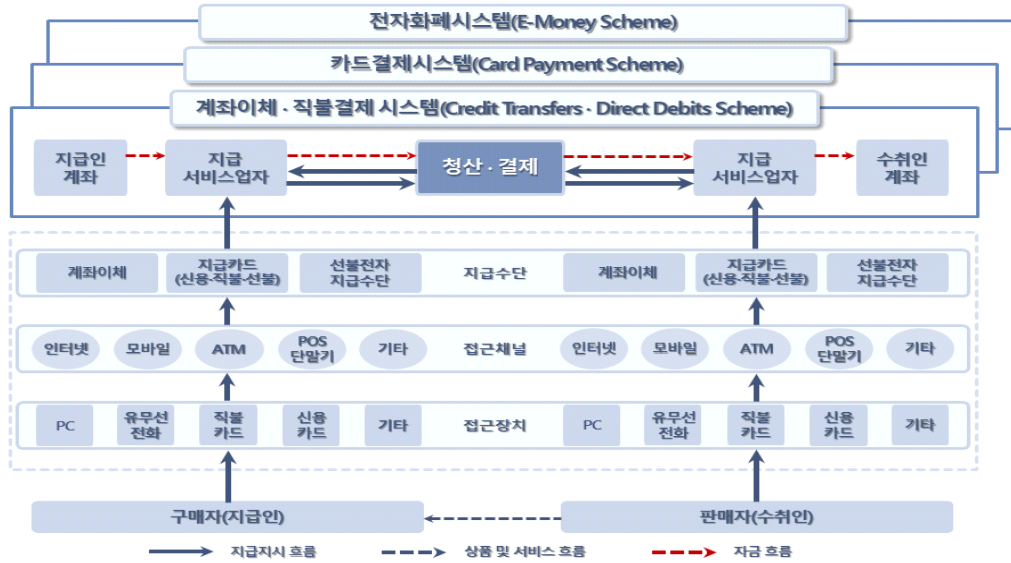 전자화폐시스템(E-Money Scheme)
카드결제시스템(Card Payment Scheme)
계좌이체 · 직불결제 시스템(Credit Transfers · Direct Debits Scheme)
지급인
계좌
지급
서비스업자
청산 · 결제
지급
서비스업자
수취인
계좌
계좌이체
지급카드
(신용·직불·선불)
선불전자
지급수단
지급수단
계좌이체
지급카드
(신용·직불·선불)
선불전자
지급수단
인터넷
모바일
ATM
POS
단말기
기타
접근채널
인터넷
모바일
ATM
POS
단말기
기타
PC
유무선
전화
직불
카드
신용
카드
기타
접근장치
PC
유무선
전화
직불
카드
신용
카드
기타
구매자(지급인)
판매자(수취인)
지급지시 흐름
상품 및 서비스 흐름
자금 흐름